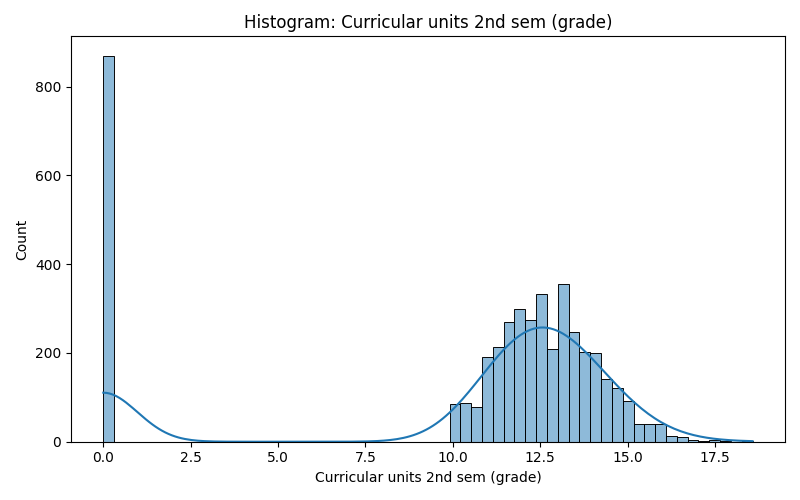 Histogram: Curricular units 2nd sem (grade)
Count
800
600
400
200
0
0.0 2.5 5.0 7.5 10.0 12.5 15.0 17.5
Curricular units 2nd sem (grade)